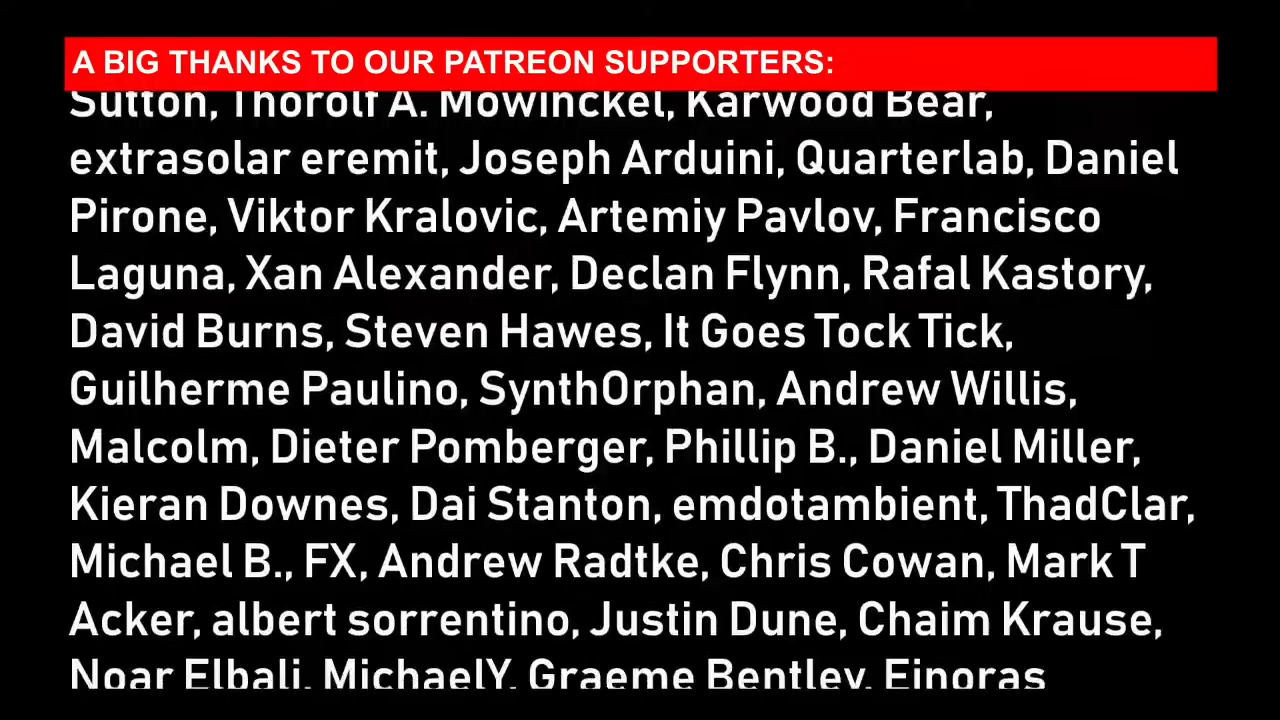 A BIG THANKS TO OUR PATREON SUPPORTERS:
Sutton, Thorolf A. Mowinckel, Karwood Bear,
extrasolar eremit, Joseph Arduini, Quarterlab, Daniel
Pirone, Viktor Kralovic, Artemiy Pavlov, Francisco
Laguna, Xan Alexander, Declan Flynn, Rafal Kastory,
David Burns, Steven Hawes, It Goes Tock Tick,
Guilherme Paulino, SynthOrphan, Andrew Willis,
Malcolm, Dieter Pomberger, Phillip B., Daniel Miller,
Kieran Downes, Dai Stanton, emdotambient, ThadClar,
Michael B., FX, Andrew Radtke, Chris Cowan, Mark T
Acker, albert sorrentino, Justin Dune, Chaim Krause,
Noar Elbali, MichaelY, Graeme Bentley, Einoras